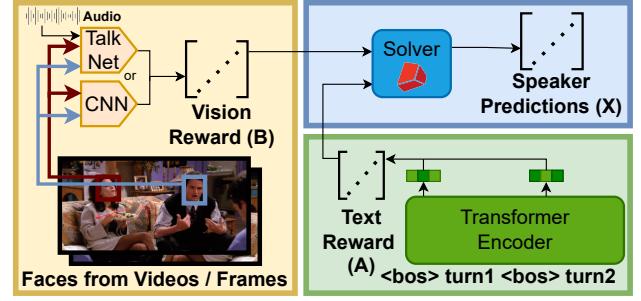 Audio
Talk
Net
or
CNN
Vision
Reward (B)
Faces from Videos / Frames
Solver
Speaker
Predictions (X)
Text
Reward
(A)
Transformer
Encoder
<bos> turn1 <bos> turn2